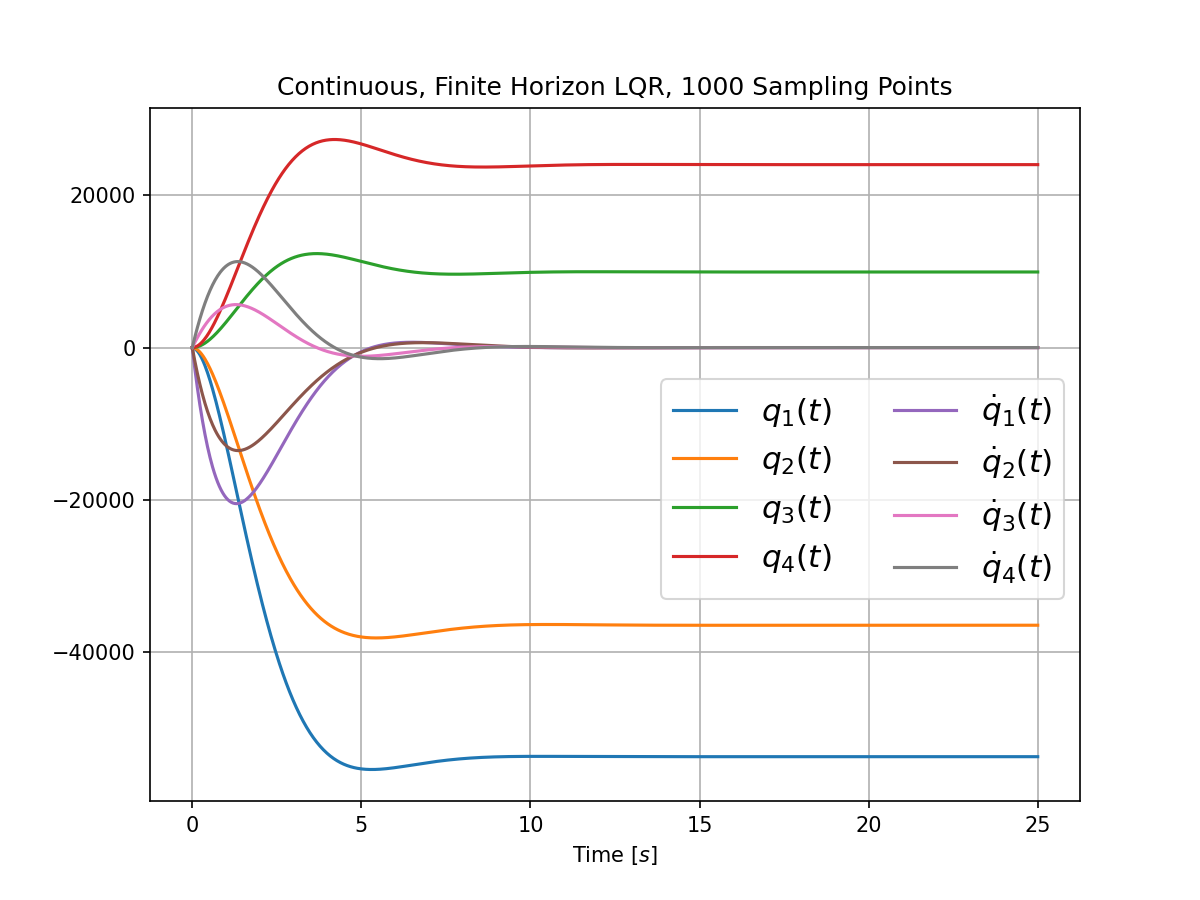 Continuous, Finite Horizon LQR, 1000 Sampling Points
20000
0
−20000
−40000
q₁(t)
q₂(t)
q₃(t)
q₄(t)
q̇₁(t)
q̇₂(t)
q̇₃(t)
q̇₄(t)
0 5 10 15 20 25
Time [s]